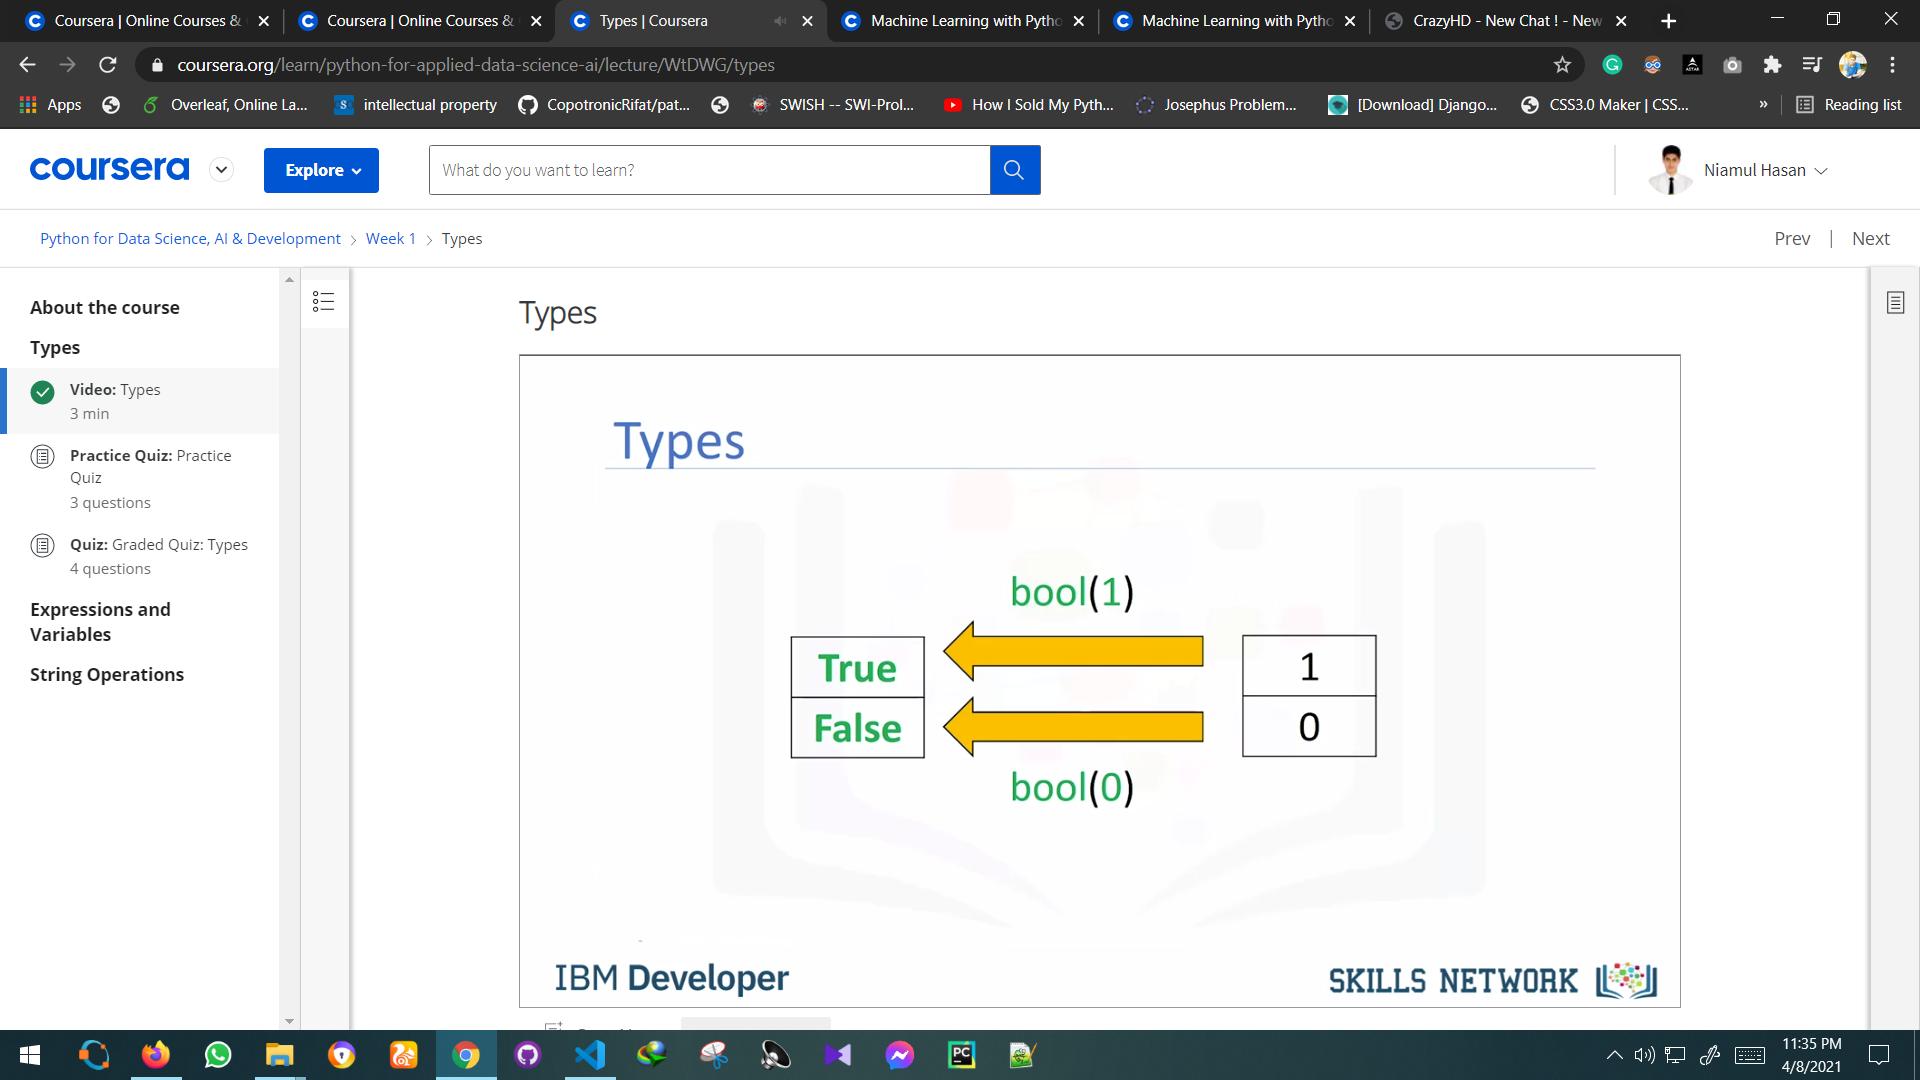 Coursera | Online Courses &
Coursera | Online Courses &
Types | Coursera
Machine Learning with Pytho
Machine Learning with Pytho
CrazyHD - New Chat ! - New
coursera.org/learn/python-for-applied-data-science-ai/lecture/WtDWG/types
Apps
Overleaf, Online La...
intellectual property
CopotronicRifat/pat...
SWISH -- SWI-Prol...
How I Sold My Pyth...
Josephus Problem...
[Download] Django...
CSS3.0 Maker | CSS...
»
Reading list
coursera
Explore
What do you want to learn?
Niamul Hasan
Python for Data Science, AI & Development > Week 1 > Types
Prev | Next
About the course
Types
Video: Types
3 min
Practice Quiz: Practice
Quiz
3 questions
Quiz: Graded Quiz: Types
4 questions
Expressions and
Variables
String Operations
Types
Types
bool(1)
True
1
False
0
bool(0)
IBM Developer
SKILLS NETWORK
11:35 PM
4/8/2021